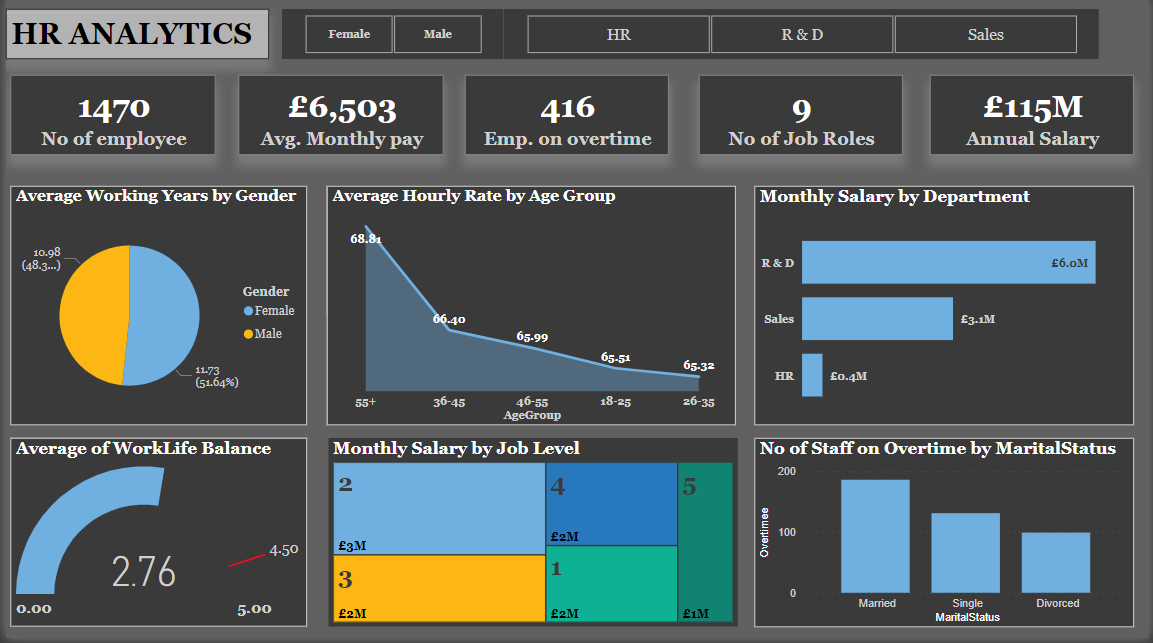 HR ANALYTICS
Female
Male
HR
R & D
Sales
1470
No of employee
£6,503
Avg. Monthly pay
416
Emp. on overtime
9
No of Job Roles
£115M
Annual Salary
Average Working Years by Gender
10.98
(48.3...)
Gender
Female
Male
11.73
(51.64%)
Average Hourly Rate by Age Group
68.81
66.40
65.99
65.51
65.32
55+
36-45
46-55
18-25
26-35
AgeGroup
Monthly Salary by Department
R & D
£6.0M
Sales
£3.1M
HR
£0.4M
Average of WorkLife Balance
4.50
2.76
0.00
5.00
Monthly Salary by Job Level
2
£3M
4
£2M
5
£1M
3
£2M
1
£2M
No of Staff on Overtime by MaritalStatus
200
100
0
Overtimee
Married
Single
Divorced
MaritalStatus